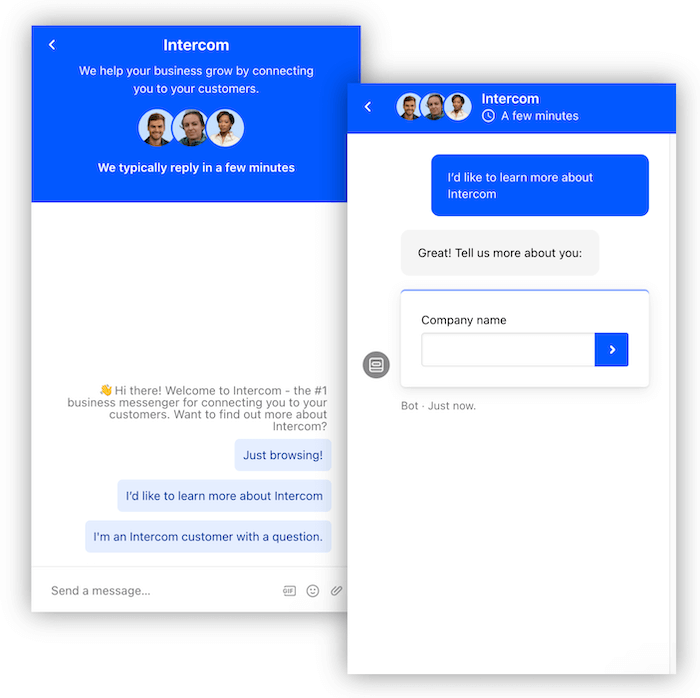 Intercom
We help your business grow by connecting
you to your customers.
We typically reply in a few minutes
👋 Hi there! Welcome to Intercom - the #1
business messenger for connecting you to your
customers. Want to find out more about
Intercom?
Just browsing!
I'd like to learn more about Intercom
I'm an Intercom customer with a question.
Send a message...
GIF
Intercom
A few minutes
I'd like to learn more about
Intercom
Great! Tell us more about you:
Company name
Bot · Just now.